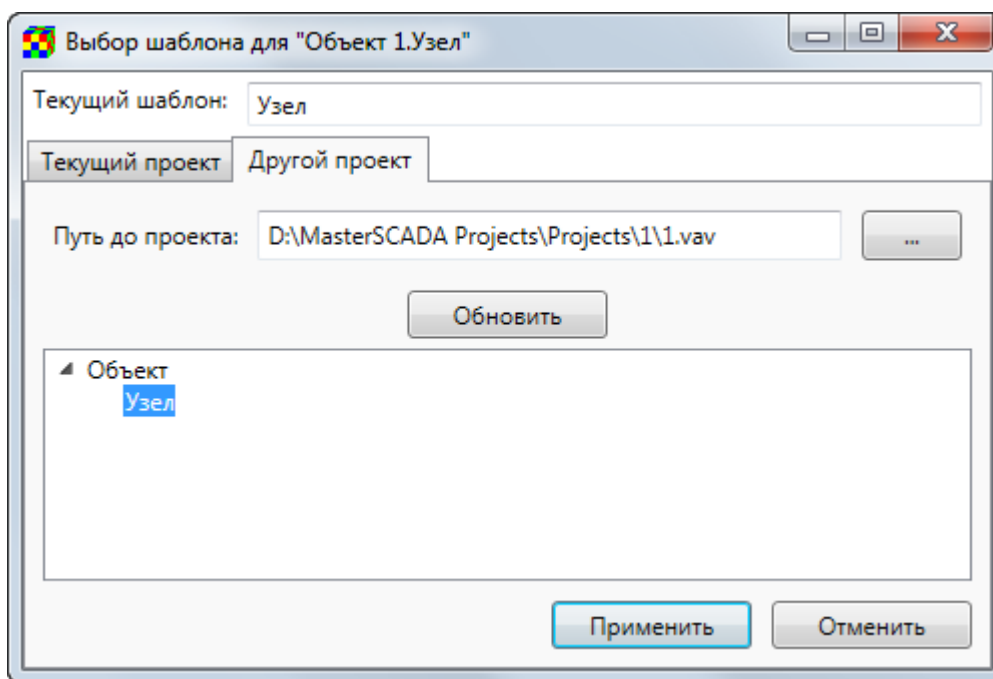 Выбор шаблона для "Объект 1.Узел"
Текущий шаблон: Узел
Текущий проект Другой проект
Путь до проекта: D:\MasterSCADA Projects\Projects\1\1.vav ...
Обновить
Объект
Узел
Применить Отменить